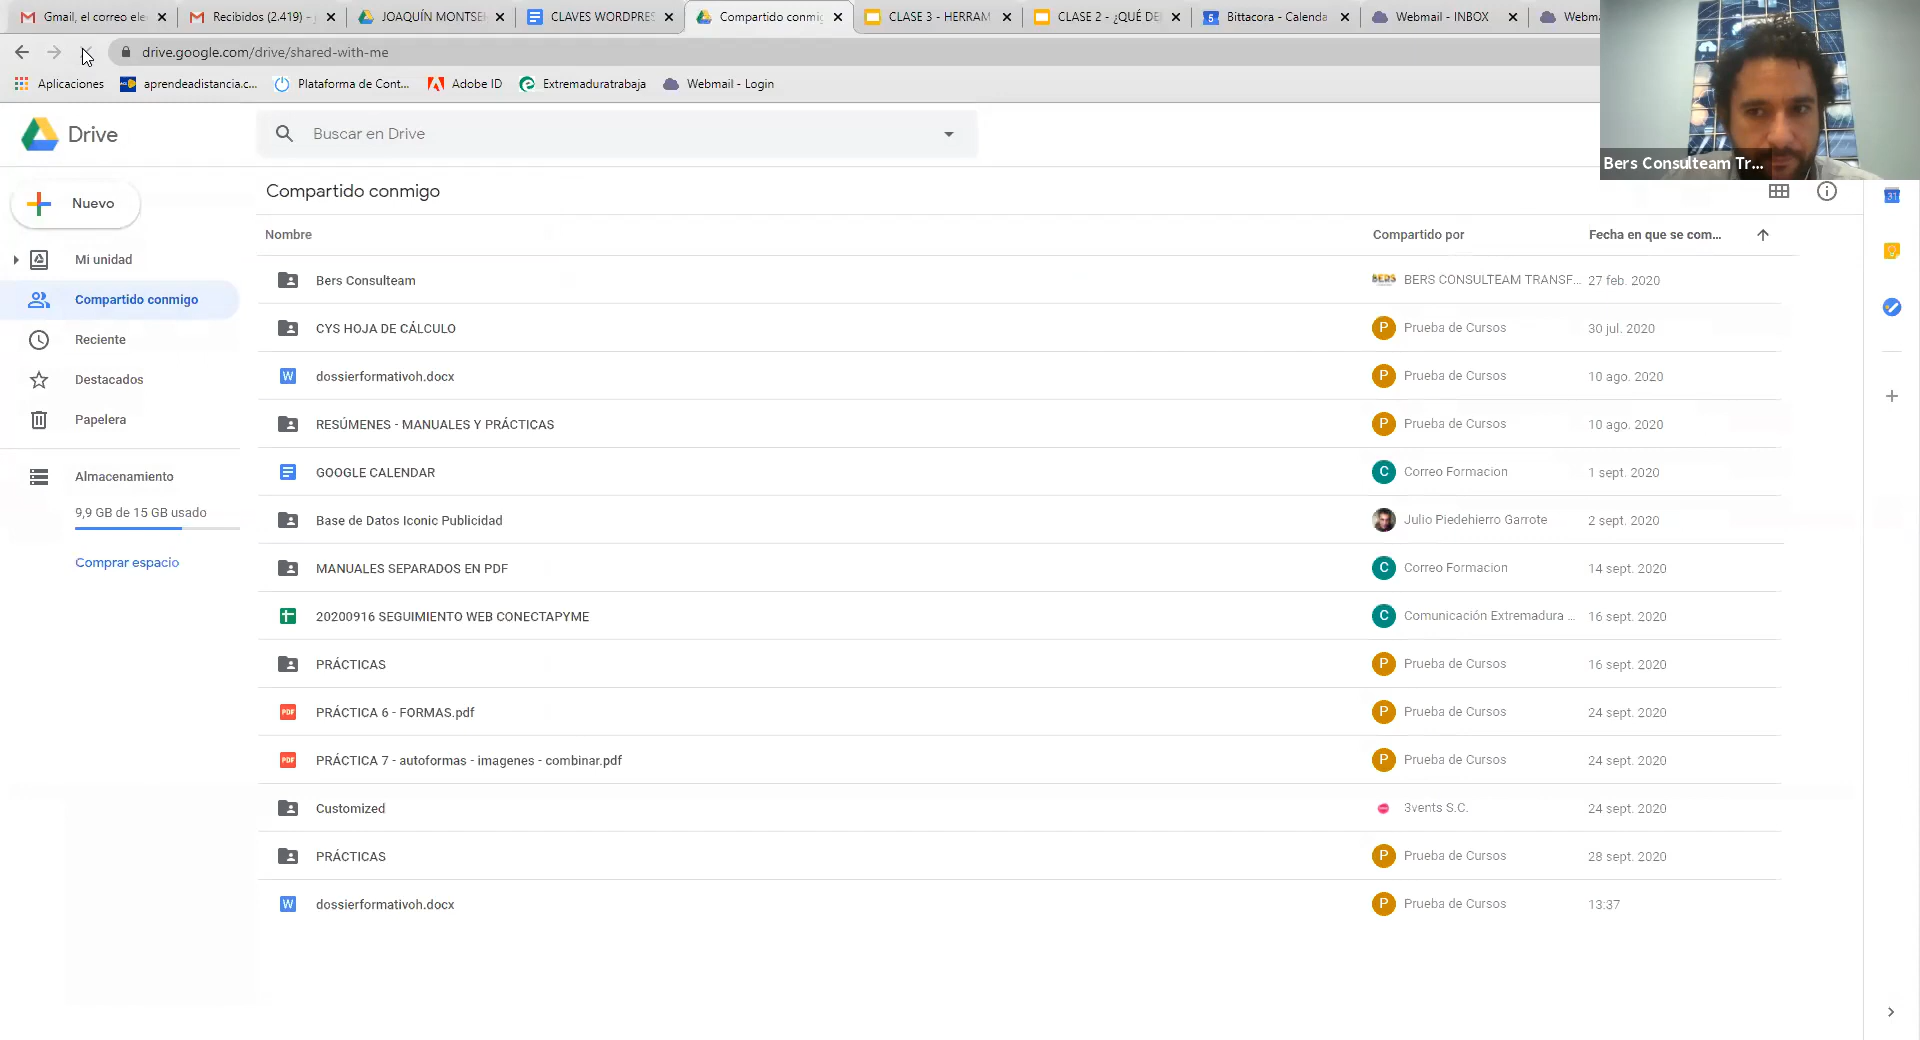 Gmail, el correo ele
Recibidos (2.419) -
JOAQUÍN MONTSE
CLAVES WORDPRES
Compartido conmig
CLASE 3 - HERRAM
CLASE 2 - ¿QUÉ DE
5 Bittacora - Calenda
Webmail - INBOX
Webm
drive.google.com/drive/shared-with-me
Aplicaciones
aprendeadistancia.c...
Plataforma de Cont...
Adobe ID
Extremaduratrabaja
Webmail - Login
Bers Consulteam Tr...
Drive
Buscar en Drive
Nuevo
Mi unidad
Compartido conmigo
Reciente
Destacados
Papelera
Almacenamiento
9,9 GB de 15 GB usado
Comprar espacio
Compartido conmigo
31
Nombre Compartido por Fecha en que se com...
Bers Consulteam BERS BERS CONSULTEAM TRANSF... 27 feb. 2020
CYS HOJA DE CÁLCULO P Prueba de Cursos 30 jul. 2020
W dossierformativoh.docx P Prueba de Cursos 10 ago. 2020
RESÚMENES - MANUALES Y PRÁCTICAS P Prueba de Cursos 10 ago. 2020
GOOGLE CALENDAR C Correo Formacion 1 sept. 2020
Base de Datos Iconic Publicidad Julio Piedehierro Garrote 2 sept. 2020
MANUALES SEPARADOS EN PDF C Correo Formacion 14 sept. 2020
20200916 SEGUIMIENTO WEB CONECTAPYME C Comunicación Extremadura ... 16 sept. 2020
PRÁCTICAS P Prueba de Cursos 16 sept. 2020
PDF PRÁCTICA 6 - FORMAS.pdf P Prueba de Cursos 24 sept. 2020
PDF PRÁCTICA 7 - autoformas - imagenes - combinar.pdf P Prueba de Cursos 24 sept. 2020
Customized 3vents S.C. 24 sept. 2020
PRÁCTICAS P Prueba de Cursos 28 sept. 2020
W dossierformativoh.docx P Prueba de Cursos 13:37